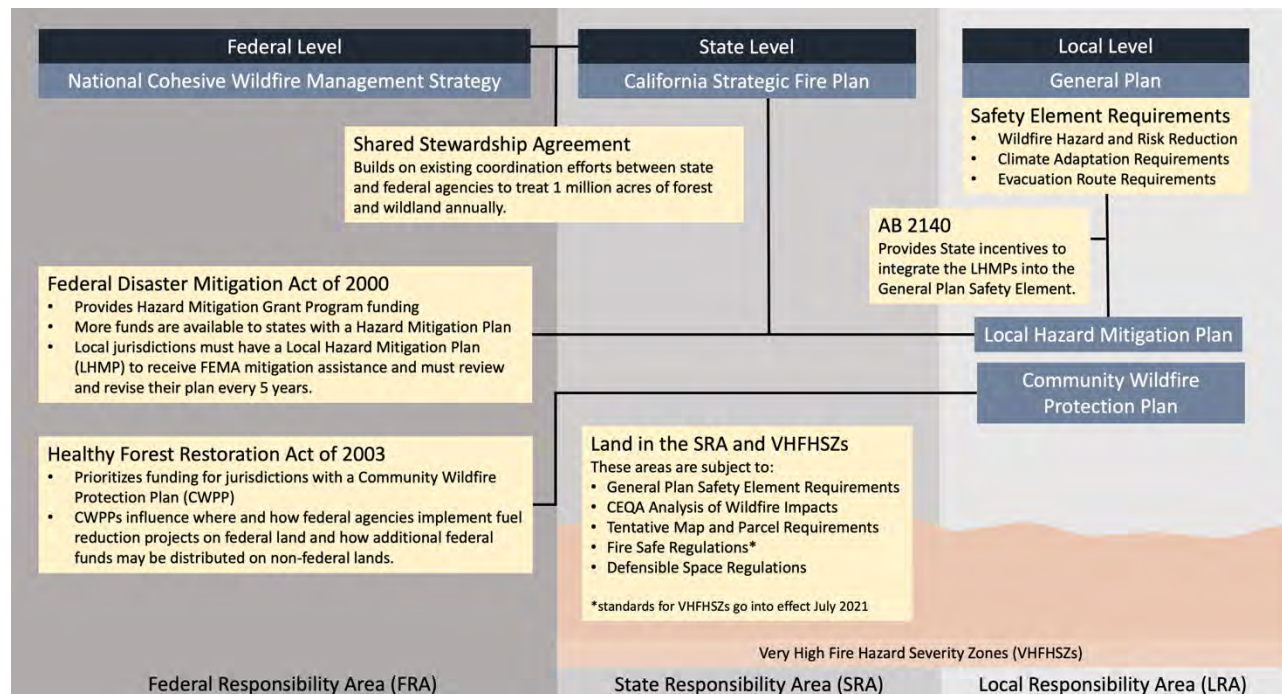 Federal Level
National Cohesive Wildfire Management Strategy
State Level
California Strategic Fire Plan
Local Level
General Plan
Safety Element Requirements
• Wildfire Hazard and Risk Reduction
• Climate Adaptation Requirements
• Evacuation Route Requirements
Shared Stewardship Agreement
Builds on existing coordination efforts between state
and federal agencies to treat 1 million acres of forest
and wildland annually.
AB 2140
Provides State incentives to
integrate the LHMPs into the
General Plan Safety Element.
Federal Disaster Mitigation Act of 2000
• Provides Hazard Mitigation Grant Program funding
• More funds are available to states with a Hazard Mitigation Plan
• Local jurisdictions must have a Local Hazard Mitigation Plan
(LHMP) to receive FEMA mitigation assistance and must review
and revise their plan every 5 years.
Local Hazard Mitigation Plan
Community Wildfire
Protection Plan
Healthy Forest Restoration Act of 2003
• Prioritizes funding for jurisdictions with a Community Wildfire
Protection Plan (CWPP)
• CWPPs influence where and how federal agencies implement fuel
reduction projects on federal land and how additional federal
funds may be distributed on non-federal lands.
Land in the SRA and VHFHSZs
These areas are subject to:
• General Plan Safety Element Requirements
• CEQA Analysis of Wildfire Impacts
• Tentative Map and Parcel Requirements
• Fire Safe Regulations*
• Defensible Space Regulations
*standards for VHFHSZs go into effect July 2021
Very High Fire Hazard Severity Zones (VHFHSZs)
Federal Responsibility Area (FRA)
State Responsibility Area (SRA)
Local Responsibility Area (LRA)